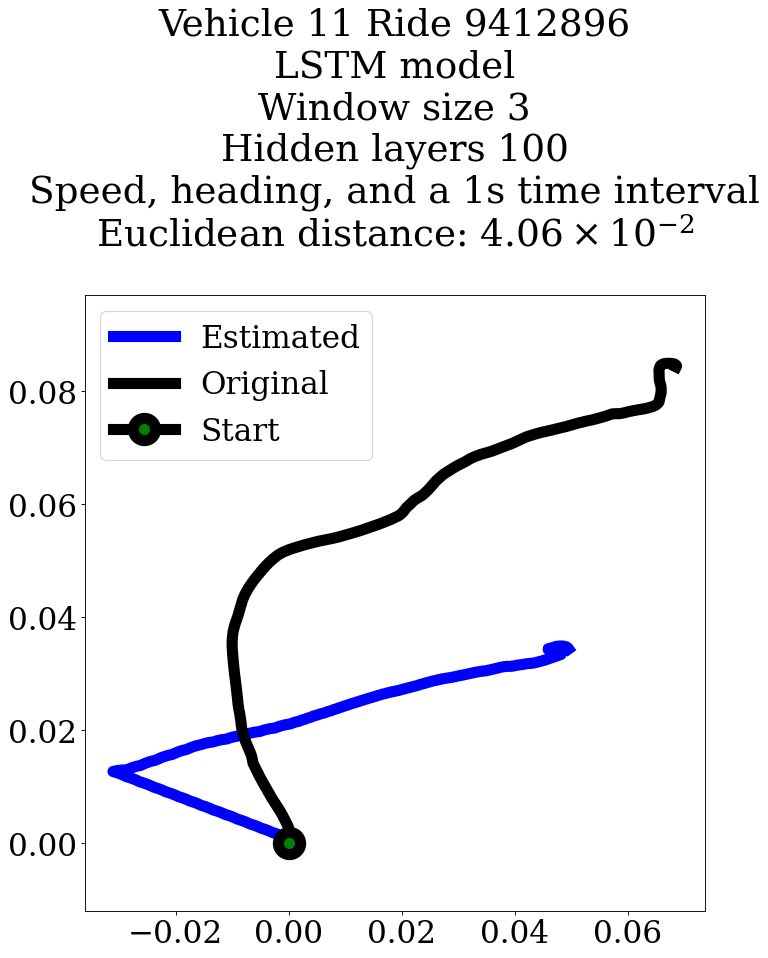 Vehicle 11 Ride 9412896
LSTM model
Window size 3
Hidden layers 100
Speed, heading, and a 1s time interval
Euclidean distance: 4.06 × 10⁻²
Estimated
Original
Start
0.08
0.06
0.04
0.02
0.00
−0.02 0.00 0.02 0.04 0.06